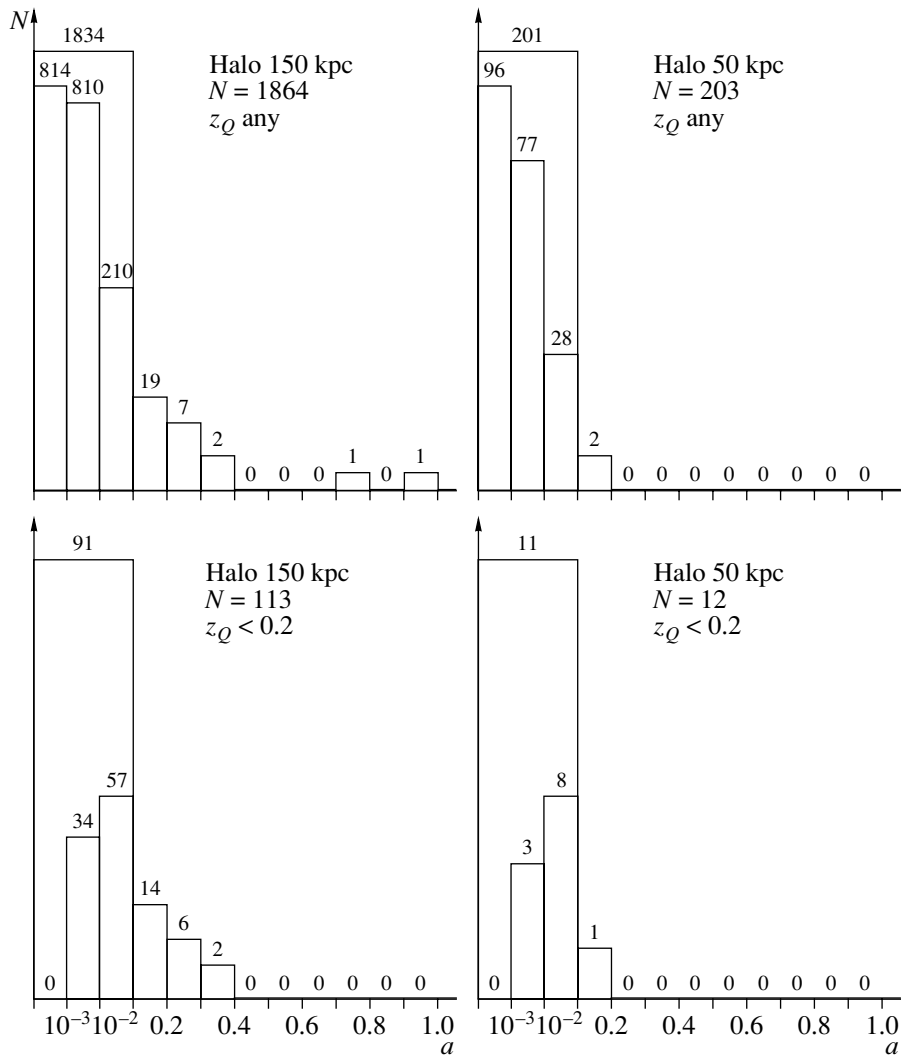 N
1834
814
810
210
19
7
2
0 0 0
1
0
1
Halo 150 kpc
N = 1864
z_Q any
201
96
77
28
2
0 0 0 0 0 0 0 0
Halo 50 kpc
N = 203
z_Q any
91
0
34
57
14
6
2
0 0 0 0 0 0
Halo 150 kpc
N = 113
z_Q < 0.2
10⁻³ 10⁻² 0.2 0.4 0.6 0.8 1.0
a
11
0
3
8
1
0 0 0 0 0 0 0 0
Halo 50 kpc
N = 12
z_Q < 0.2
10⁻³ 10⁻² 0.2 0.4 0.6 0.8 1.0
a